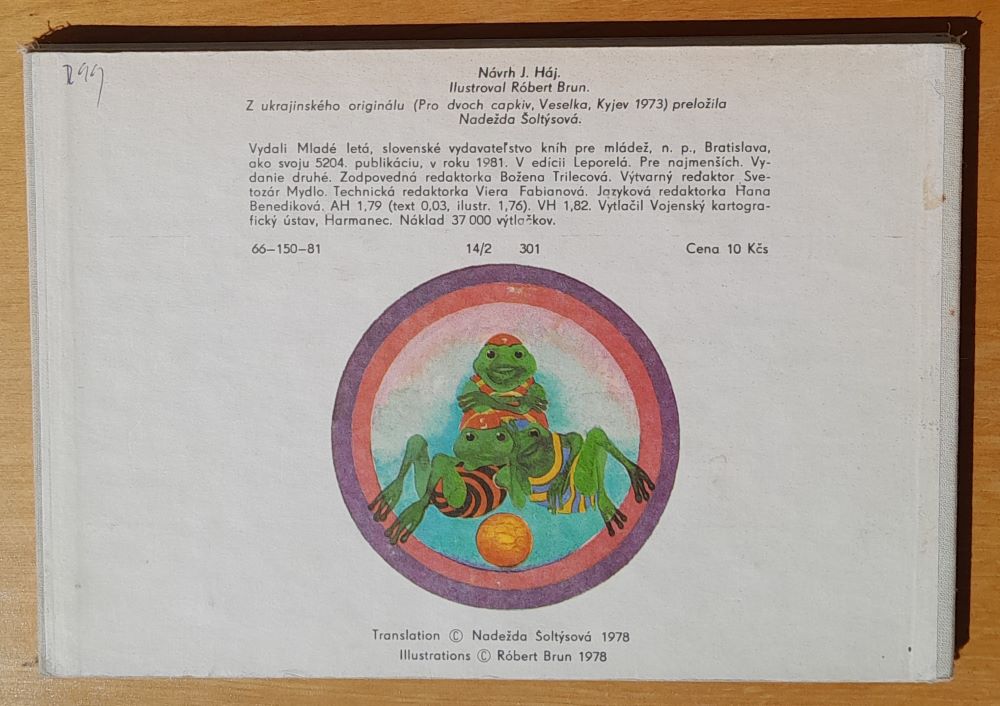 Návrh J. Háj.
Ilustroval Róbert Brun.
Z ukrajinského originálu (Pro dvoch capkiv, Veselka, Kyjev 1973) preložila
Nadežda Šoltýsová.
Vydali Mladé letá, slovenské vydavateľstvo kníh pre mládež, n. p., Bratislava,
ako svoju 5204. publikáciu, v roku 1981. V edícii Leporelá. Pre najmenších. Vy-
danie druhé. Zodpovedná redaktorka Božena Trilecová. Výtvarný redaktor Sve-
tozár Mydlo. Technická redaktorka Viera Fabianová. Jazyková redaktorka Hana
Benediková. AH 1,79 (text 0,03, ilustr. 1,76). VH 1,82. Vytlačil Vojenský kartogra-
fický ústav, Harmanec. Náklad 37 000 výtlačkov.
66–150–81 14/2 301 Cena 10 Kčs
Translation © Nadežda Šoltýsová 1978
Illustrations © Róbert Brun 1978